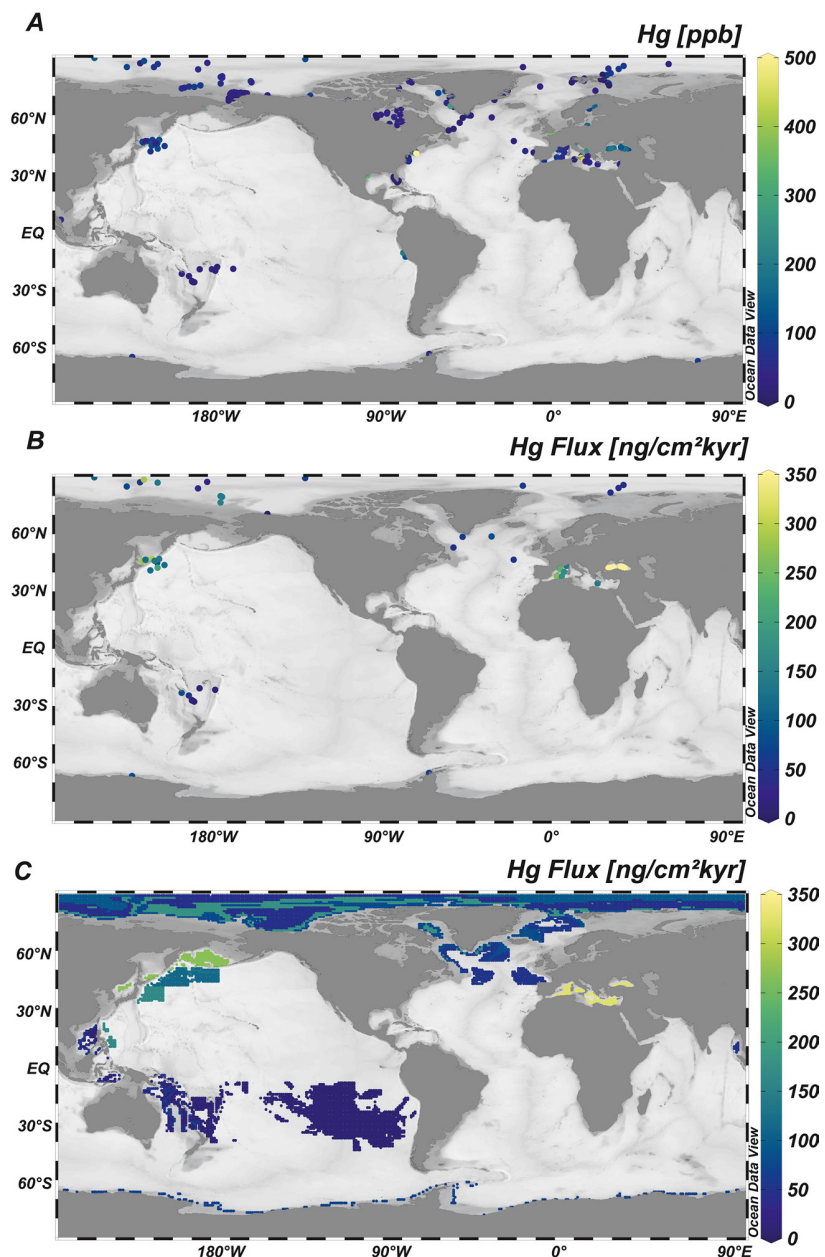 A
Hg [ppb]
500
400
300
200
100
0
60°N
30°N
EQ
30°S
60°S
180°W
90°W
0°
90°E
Ocean Data View
B
Hg Flux [ng/cm²kyr]
350
300
250
200
150
100
50
0
60°N
30°N
EQ
30°S
60°S
180°W
90°W
0°
90°E
Ocean Data View
C
Hg Flux [ng/cm²kyr]
350
300
250
200
150
100
50
0
60°N
30°N
EQ
30°S
60°S
180°W
90°W
0°
90°E
Ocean Data View